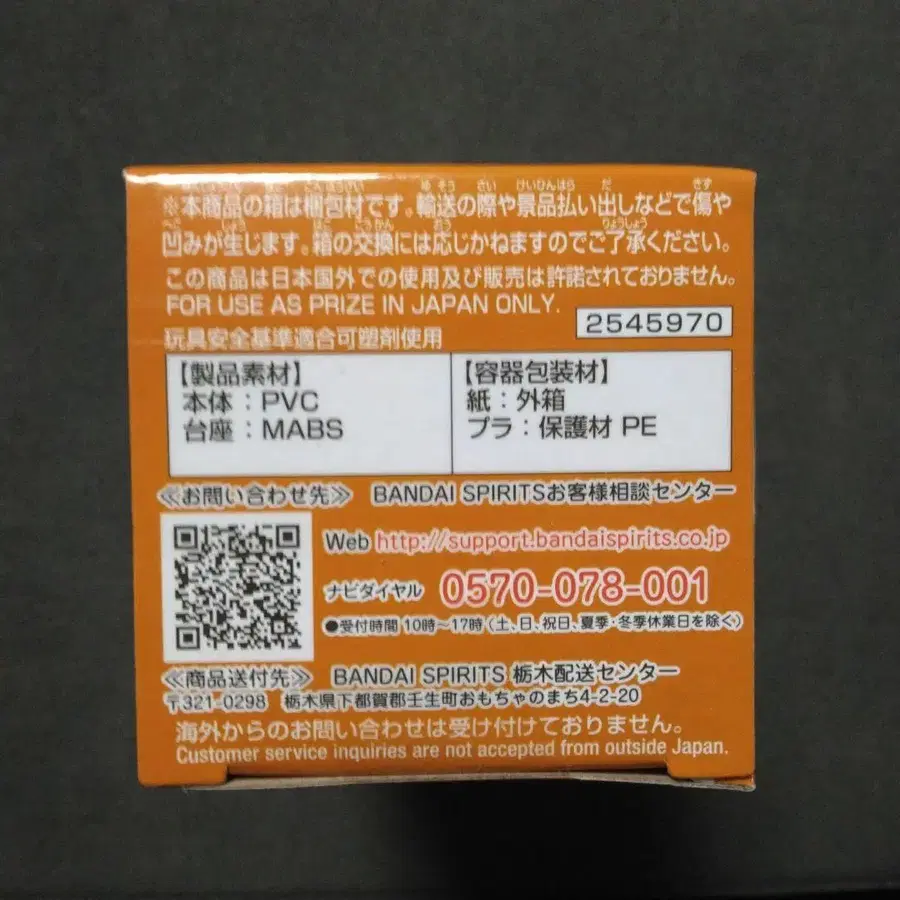 ※本商品の箱は梱包材です。輸送の際や景品払い出しなどで傷や
凹みが生じます。箱の交換には応じかねますのでご了承ください。
この商品は日本国外での使用及び販売は許諾されておりません。
FOR USE AS PRIZE IN JAPAN ONLY.
2545970
玩具安全基準適合可塑剤使用
【製品素材】
本体：PVC
台座：MABS
【容器包装材】
紙：外箱
プラ：保護材 PE
≪お問い合わせ先≫ BANDAI SPIRITSお客様相談センター
Web http://support.bandaispirits.co.jp
ナビダイヤル 0570-078-001
●受付時間 10時～17時（土、日、祝日、夏季・冬季休業日を除く）
≪商品送付先≫ BANDAI SPIRITS 栃木配送センター
〒321-0298 栃木県下都賀郡壬生町おもちゃのまち4-2-20
海外からのお問い合わせは受け付けておりません。
Customer service inquiries are not accepted from outside Japan.